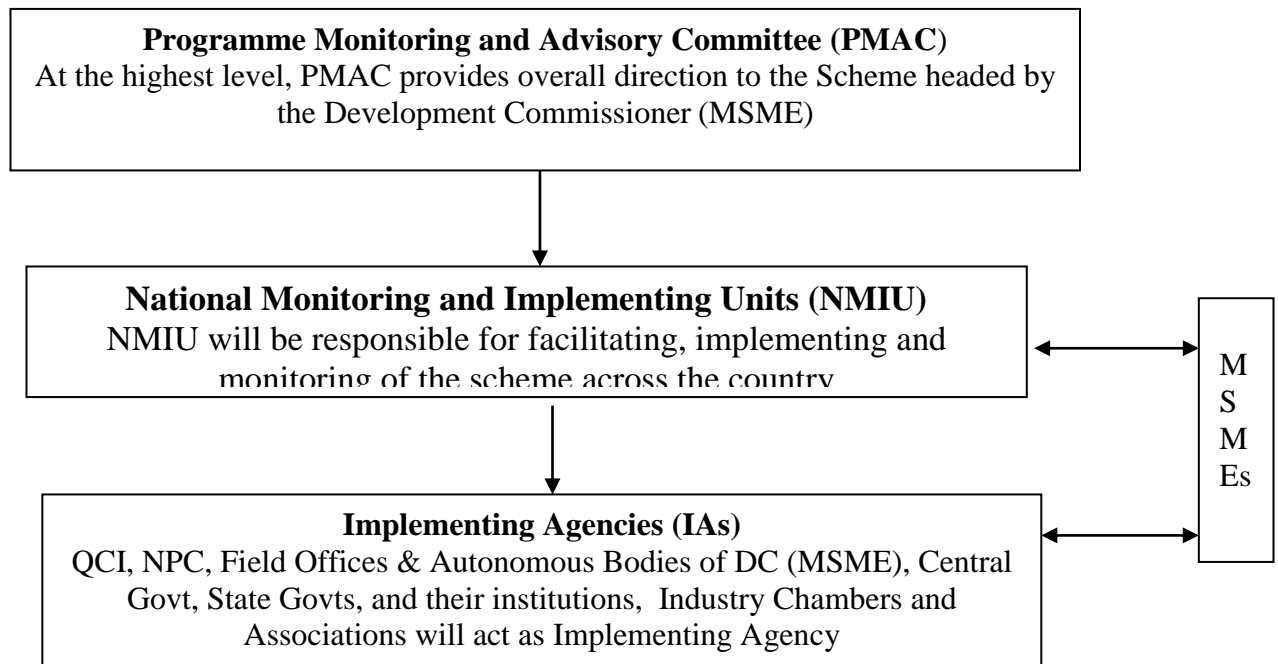 Programme Monitoring and Advisory Committee (PMAC)
At the highest level, PMAC provides overall direction to the Scheme headed by
the Development Commissioner (MSME)
National Monitoring and Implementing Units (NMIU)
NMIU will be responsible for facilitating, implementing and
monitoring of the scheme across the country
M
S
M
Es
Implementing Agencies (IAs)
QCI, NPC, Field Offices & Autonomous Bodies of DC (MSME), Central
Govt, State Govts, and their institutions, Industry Chambers and
Associations will act as Implementing Agency